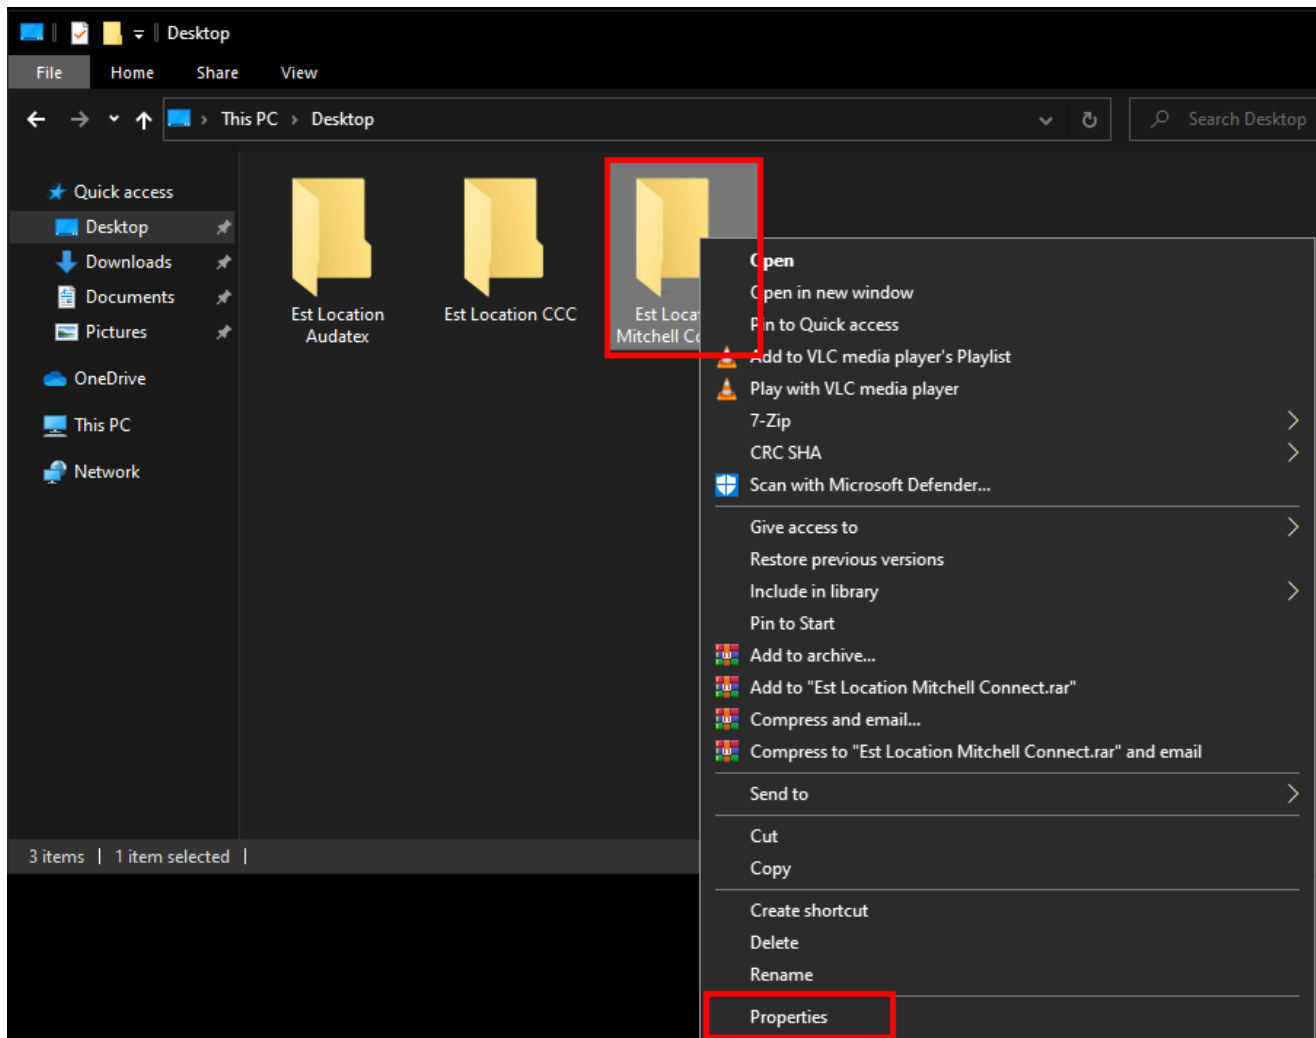 Desktop
File Home Share View
This PC > Desktop
Search Desktop
Quick access
Desktop
Downloads
Documents
Pictures
OneDrive
This PC
Network
Est Location
Audatex
Est Location CCC
Est Loca
Mitchell Co
Open
Open in new window
Pin to Quick access
Add to VLC media player's Playlist
Play with VLC media player
7-Zip
CRC SHA
Scan with Microsoft Defender...
Give access to
Restore previous versions
Include in library
Pin to Start
Add to archive...
Add to "Est Location Mitchell Connect.rar"
Compress and email...
Compress to "Est Location Mitchell Connect.rar" and email
Send to
Cut
Copy
Create shortcut
Delete
Rename
Properties
3 items | 1 item selected |